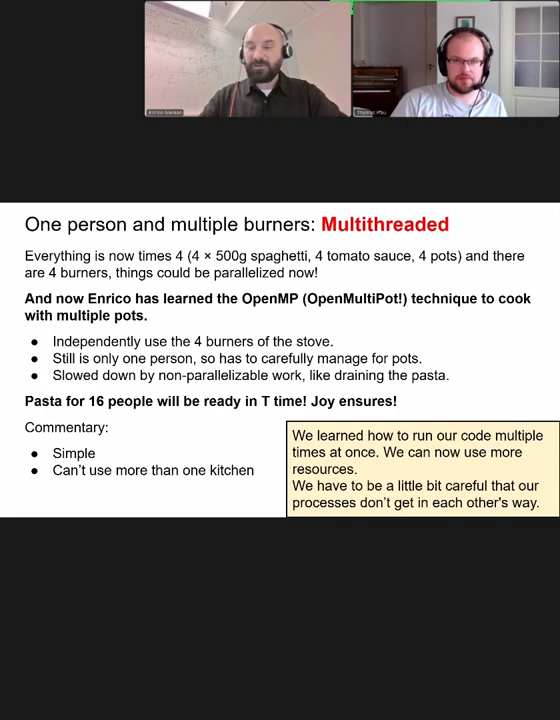 Enrico Glerean
Thomas Pfau
One person and multiple burners: Multithreaded
Everything is now times 4 (4 × 500g spaghetti, 4 tomato sauce, 4 pots) and there
are 4 burners, things could be parallelized now!
And now Enrico has learned the OpenMP (OpenMultiPot!) technique to cook
with multiple pots.
● Independently use the 4 burners of the stove.
● Still is only one person, so has to carefully manage for pots.
● Slowed down by non-parallelizable work, like draining the pasta.
Pasta for 16 people will be ready in T time! Joy ensures!
Commentary:
● Simple
● Can't use more than one kitchen
We learned how to run our code multiple
times at once. We can now use more
resources.
We have to be a little bit careful that our
processes don't get in each other's way.